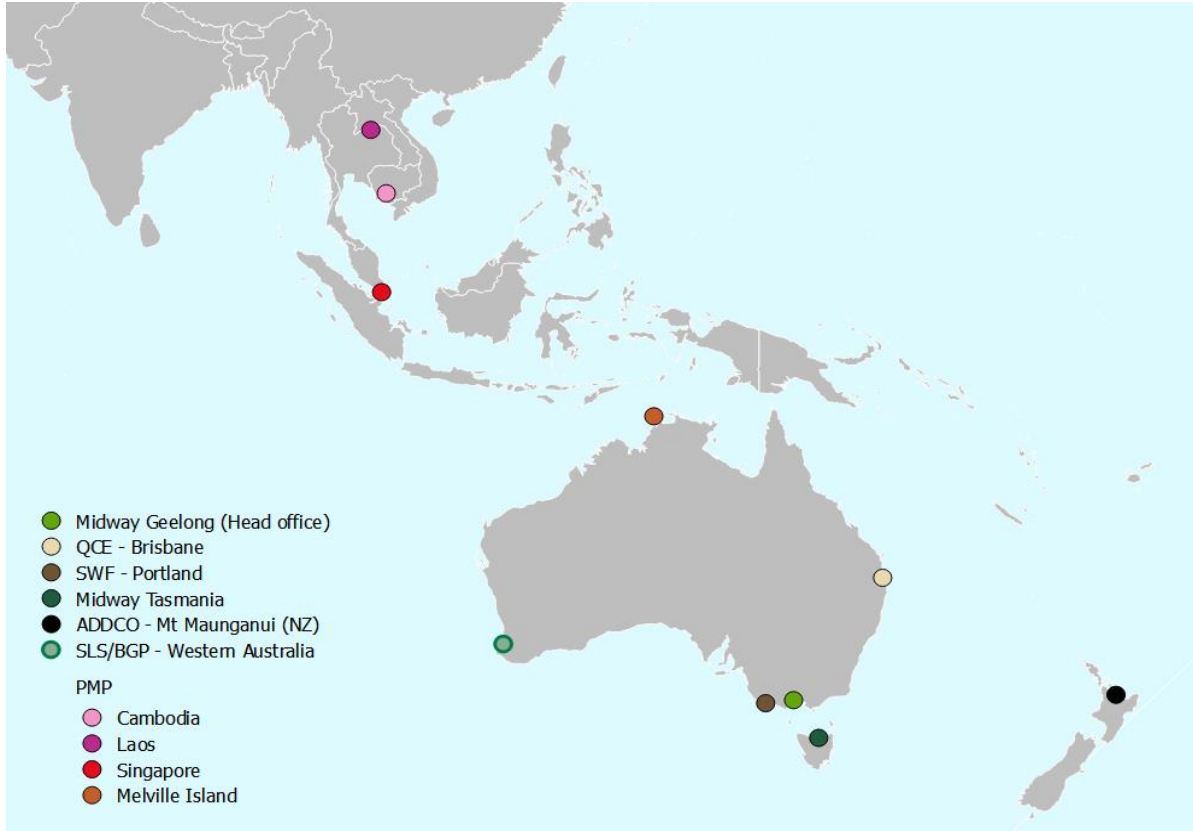 Midway Geelong (Head office)
QCE - Brisbane
SWF - Portland
Midway Tasmania
ADDCO - Mt Maunganui (NZ)
SLS/BGP - Western Australia
PMP
Cambodia
Laos
Singapore
Melville Island